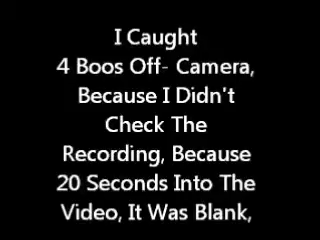 I Caught
4 Boos Off- Camera,
Because I Didn't
Check The
Recording, Because
20 Seconds Into The
Video, It Was Blank,